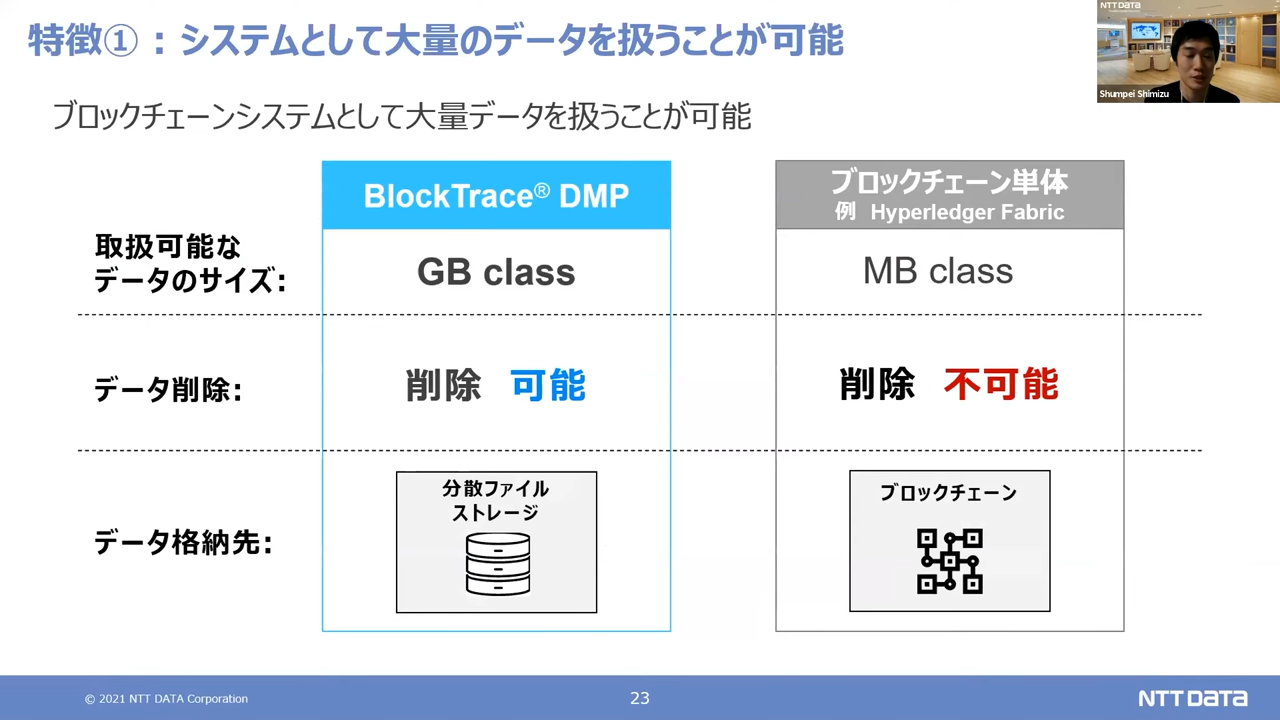 特徴①：システムとして大量のデータを扱うことが可能
NTT DATA
Shumpei Shimizu
ブロックチェーンシステムとして大量データを扱うことが可能
BlockTrace® DMP
ブロックチェーン単体
例 Hyperledger Fabric
取扱可能な
データのサイズ:
GB class
MB class
データ削除:
削除 可能
削除 不可能
データ格納先:
分散ファイル
ストレージ
ブロックチェーン
© 2021 NTT DATA Corporation
23
NTT DATA